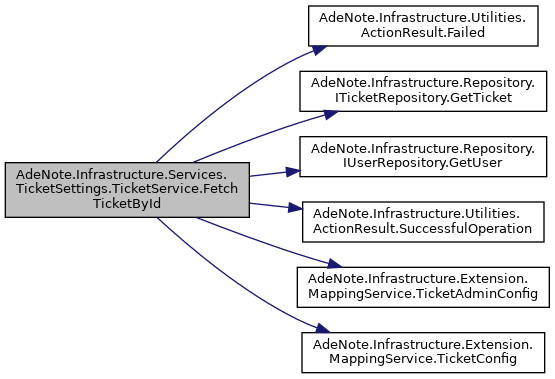 AdeNote.Infrastructure.Utilities.
ActionResult.Failed
AdeNote.Infrastructure.Repository.
ITicketRepository.GetTicket
AdeNote.Infrastructure.Repository.
IUserRepository.GetUser
AdeNote.Infrastructure.Services.
TicketSettings.TicketService.Fetch
TicketById
AdeNote.Infrastructure.Utilities.
ActionResult.SuccessfulOperation
AdeNote.Infrastructure.Extension.
MappingService.TicketAdminConfig
AdeNote.Infrastructure.Extension.
MappingService.TicketConfig